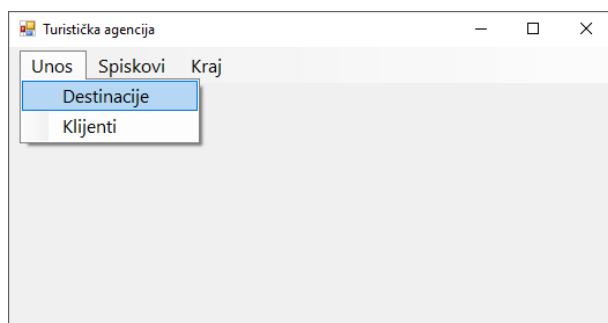 Turistička agencija
Unos Spiskovi Kraj
Destinacije
Klijenti